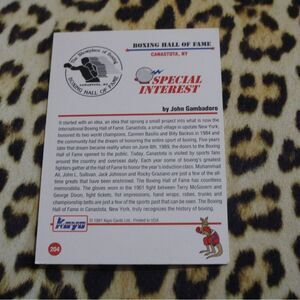 BOXING HALL OF FAME
CANASTOTA, NY
The Birthplace of Boxing
CANASTOTA, NY
BOXING HALL OF FAME
SPECIAL
INTEREST
by John Gambadore
It started with an idea, an idea that sprung a small project into what is now the
International Boxing Hall of Fame. Canastota, a small village in upstate New York,
honored its two world champions, Carmen Basilio and Billy Backus in 1984 and
the community had the dream of honoring the entire sport of boxing. Five years
later that dream became reality when on June 8th, 1989, the doors to the Boxing
Hall of Fame opened to the public. Today, Canastota is visited by sports fans
around the country and overseas daily. Each year some of boxing's greatest
fighters gather at the Hall of Fame to honor the year's induction class. Muhammad
Ali, John L. Sullivan, Jack Johnson and Rocky Graziano are just a few of the all-
time greats that have been enshrined. The Boxing Hall of Fame has countless
memorabilia. The gloves worn in the 1901 fight between Terry McGovern and
George Dixon, fight tickets, hot impressions, hand wraps, robes, trunks and
championship belts are just a few of the sports past that can be seen. The Boxing
Hall of Fame in Canastota, New York, truly recognizes the history of boxing.
Kayo
© 1991 Kayo Cards Ltd. Printed in USA
204